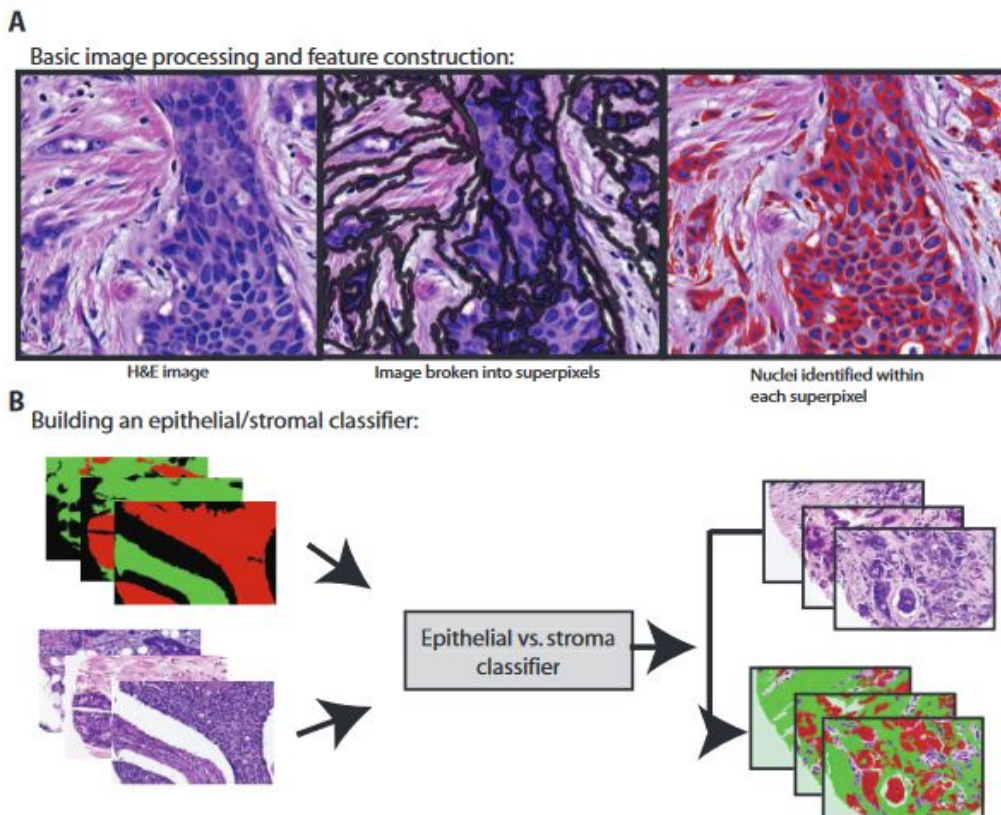 A
Basic image processing and feature construction:
H&E image
Image broken into superpixels
Nuclei identified within
each superpixel
B
Building an epithelial/stromal classifier:
Epithelial vs. stroma
classifier